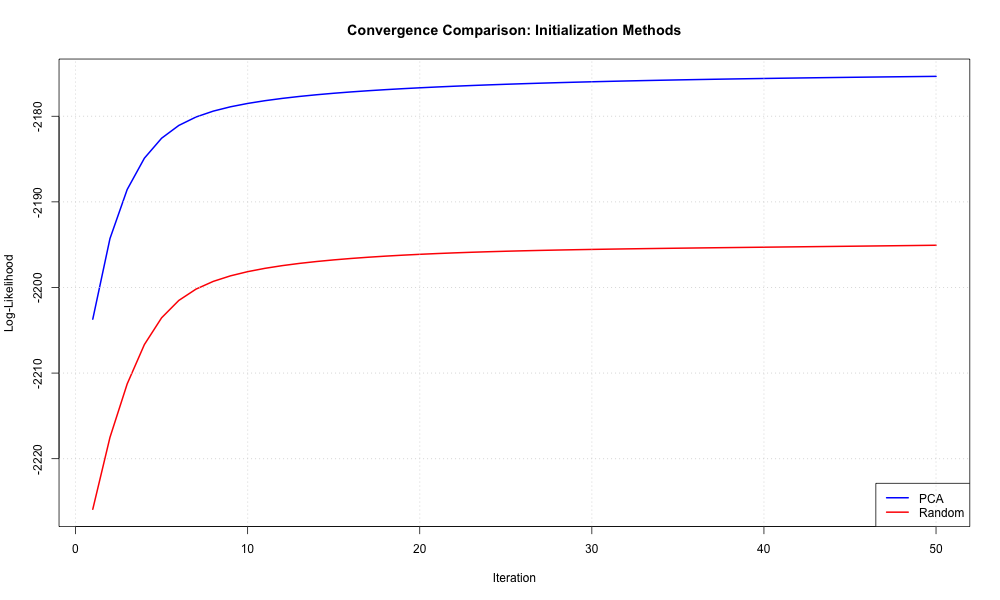 Convergence Comparison: Initialization Methods
Log-Likelihood
-2180
-2190
-2200
-2210
-2220
PCA
Random
0 10 20 30 40 50
Iteration